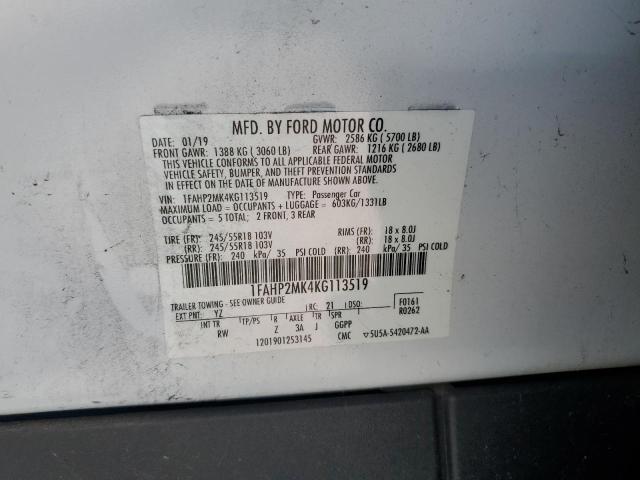 MFD. BY FORD MOTOR CO.
DATE: 01/19 GVWR: 2586 KG ( 5700 LB)
FRONT GAWR: 1388 KG ( 3060 LB) REAR GAWR: 1216 KG ( 2680 LB)
THIS VEHICLE CONFORMS TO ALL APPLICABLE FEDERAL MOTOR
VEHICLE SAFETY, BUMPER, AND THEFT PREVENTION STANDARDS
IN EFFECT ON THE DATE OF MANUFACTURE SHOWN ABOVE.
VIN: 1FAHP2MK4KG113519 TYPE: Passenger Car
MAXIMUM LOAD = OCCUPANTS + LUGGAGE = 603KG/1331LB
OCCUPANTS = 5 TOTAL; 2 FRONT, 3 REAR
TIRE (FR): 245/55R18 103V RIMS (FR): 18 x 8.0J
(RR): 245/55R18 103V (RR): 18 x 8.0J
PRESSURE (FR): 240 kPa/ 35 PSI COLD (RR): 240 kPa/ 35 PSI COLD
1FAHP2MK4KG113519
TRAILER TOWING - SEE OWNER GUIDE
EXT PNT: YZ RC: 21 DSO: F0161
INT TR TP/PS R AXLE TR SPR R0262
RW Z 3A J GGPP
1201901253145 CMC ▽5U5A-5420472-AA